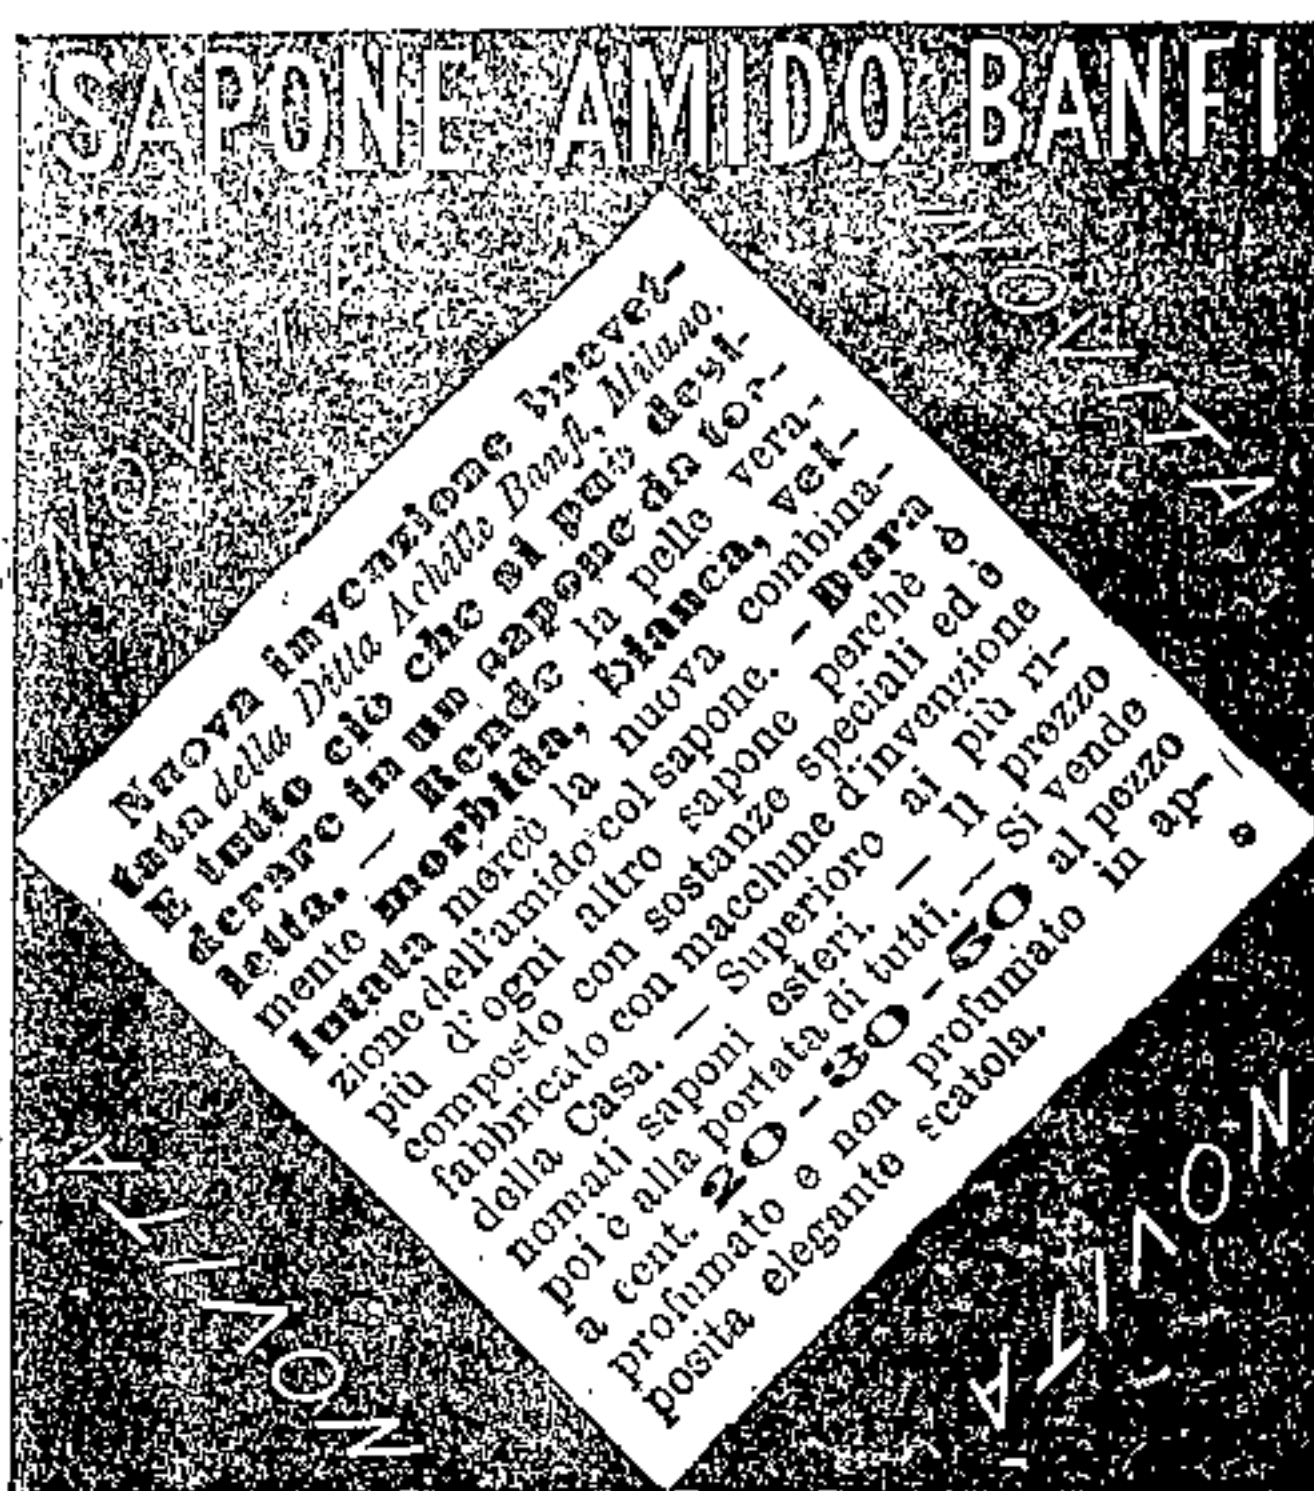 SAPONE AMIDO BANFI
NOVITÀ
NOVITÀ
Nuova invenzione brevet-
tata della Ditta Achille Banfi, Milano.
È tutto ciò che si può desi-
derare in un sapone da toe-
letta. — Rende la pelle vera-
mente morbida, bianca, vel-
lutata mercè la nuova combina-
zione dell'amido col sapone. — Dura
più d'ogni altro sapone perchè è
composto con sostanze speciali ed è
fabbricato con macchine d'invenzione
della Casa. — Superiore ai più ri-
nomati saponi esteri. — Il prezzo
poi è alla portata di tutti. — Si vende
a cent. 20 - 30 - 50 al pezzo
profumato e non profumato in ap-
posita elegante scatola.
NOVITÀ
NOVITÀ